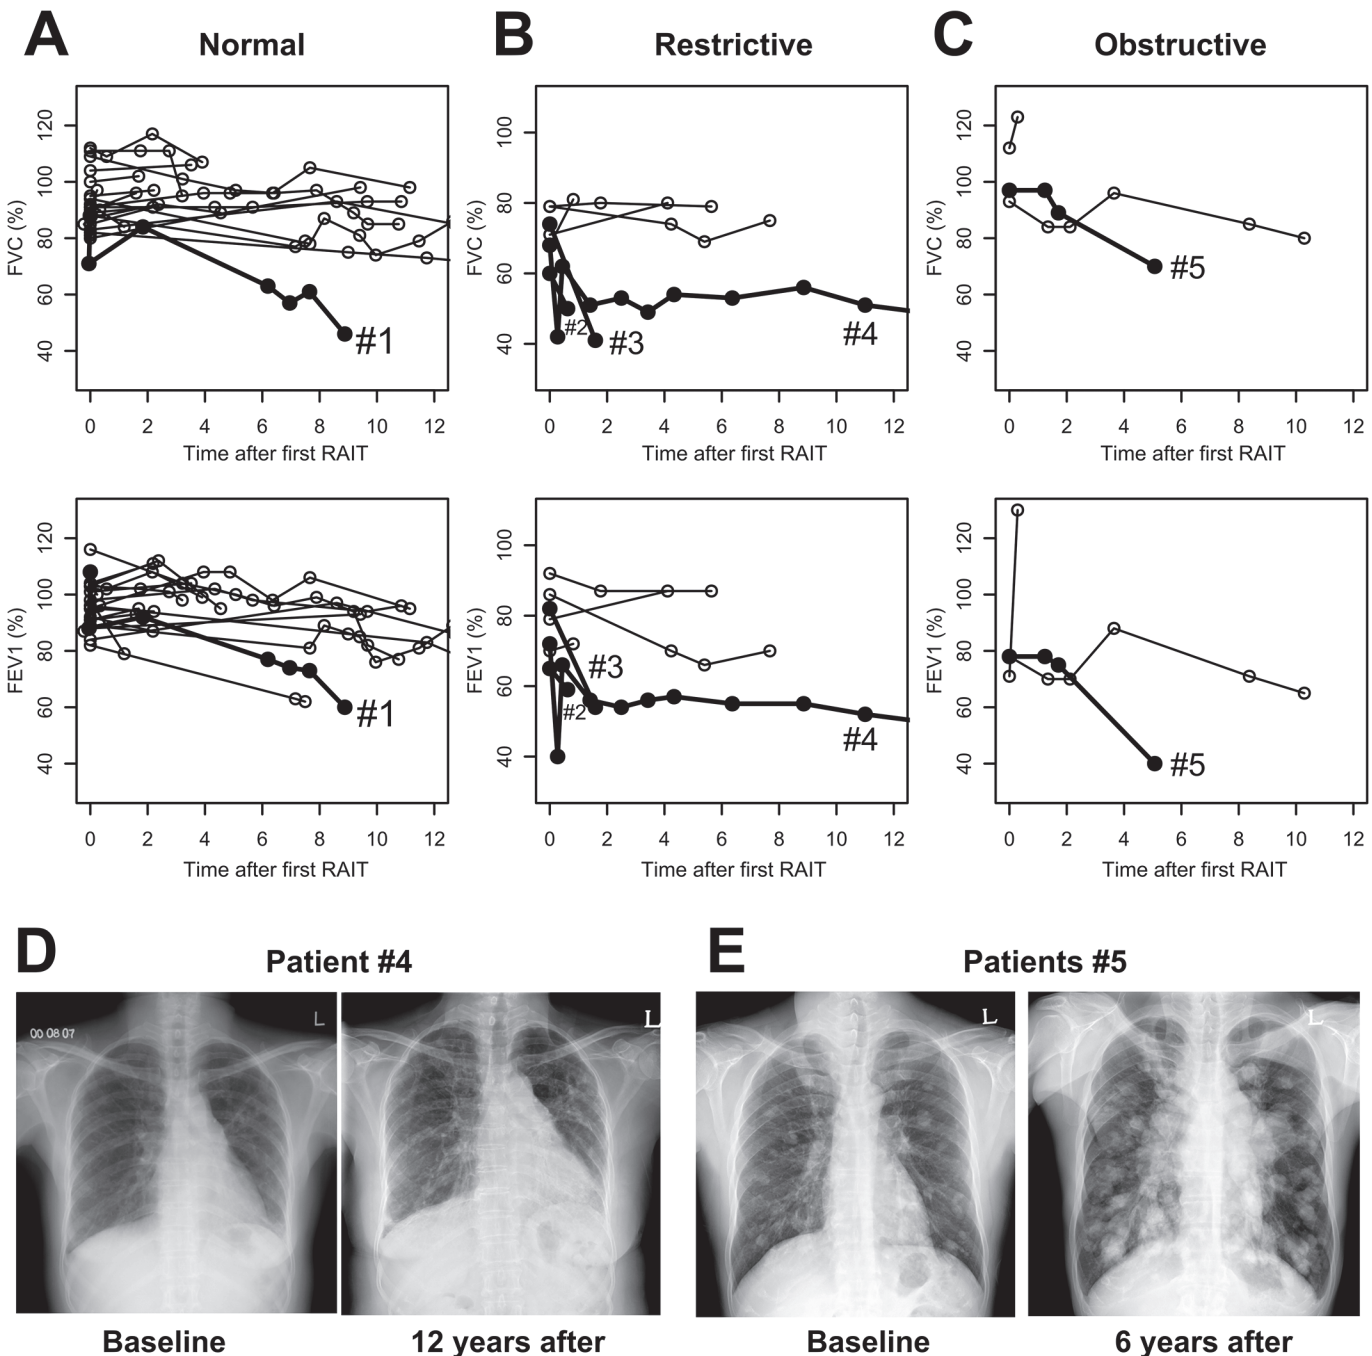 A Normal
B Restrictive
C Obstructive
FVC (%)
40 60 80 100 120
#1
0 2 4 6 8 10 12
Time after first RAIT
FVC (%)
40 60 80 100
#2
#3
#4
0 2 4 6 8 10 12
Time after first RAIT
FVC (%)
40 60 80 100 120
#5
0 2 4 6 8 10 12
Time after first RAIT
FEV1 (%)
40 60 80 100 120
#1
0 2 4 6 8 10 12
Time after first RAIT
FEV1 (%)
40 60 80 100
#3
#2
#4
0 2 4 6 8 10 12
Time after first RAIT
FEV1 (%)
40 60 80 100 120
#5
0 2 4 6 8 10 12
Time after first RAIT
D Patient #4
00 08 07
L
L
Baseline
12 years after
E Patients #5
L
L
Baseline
6 years after